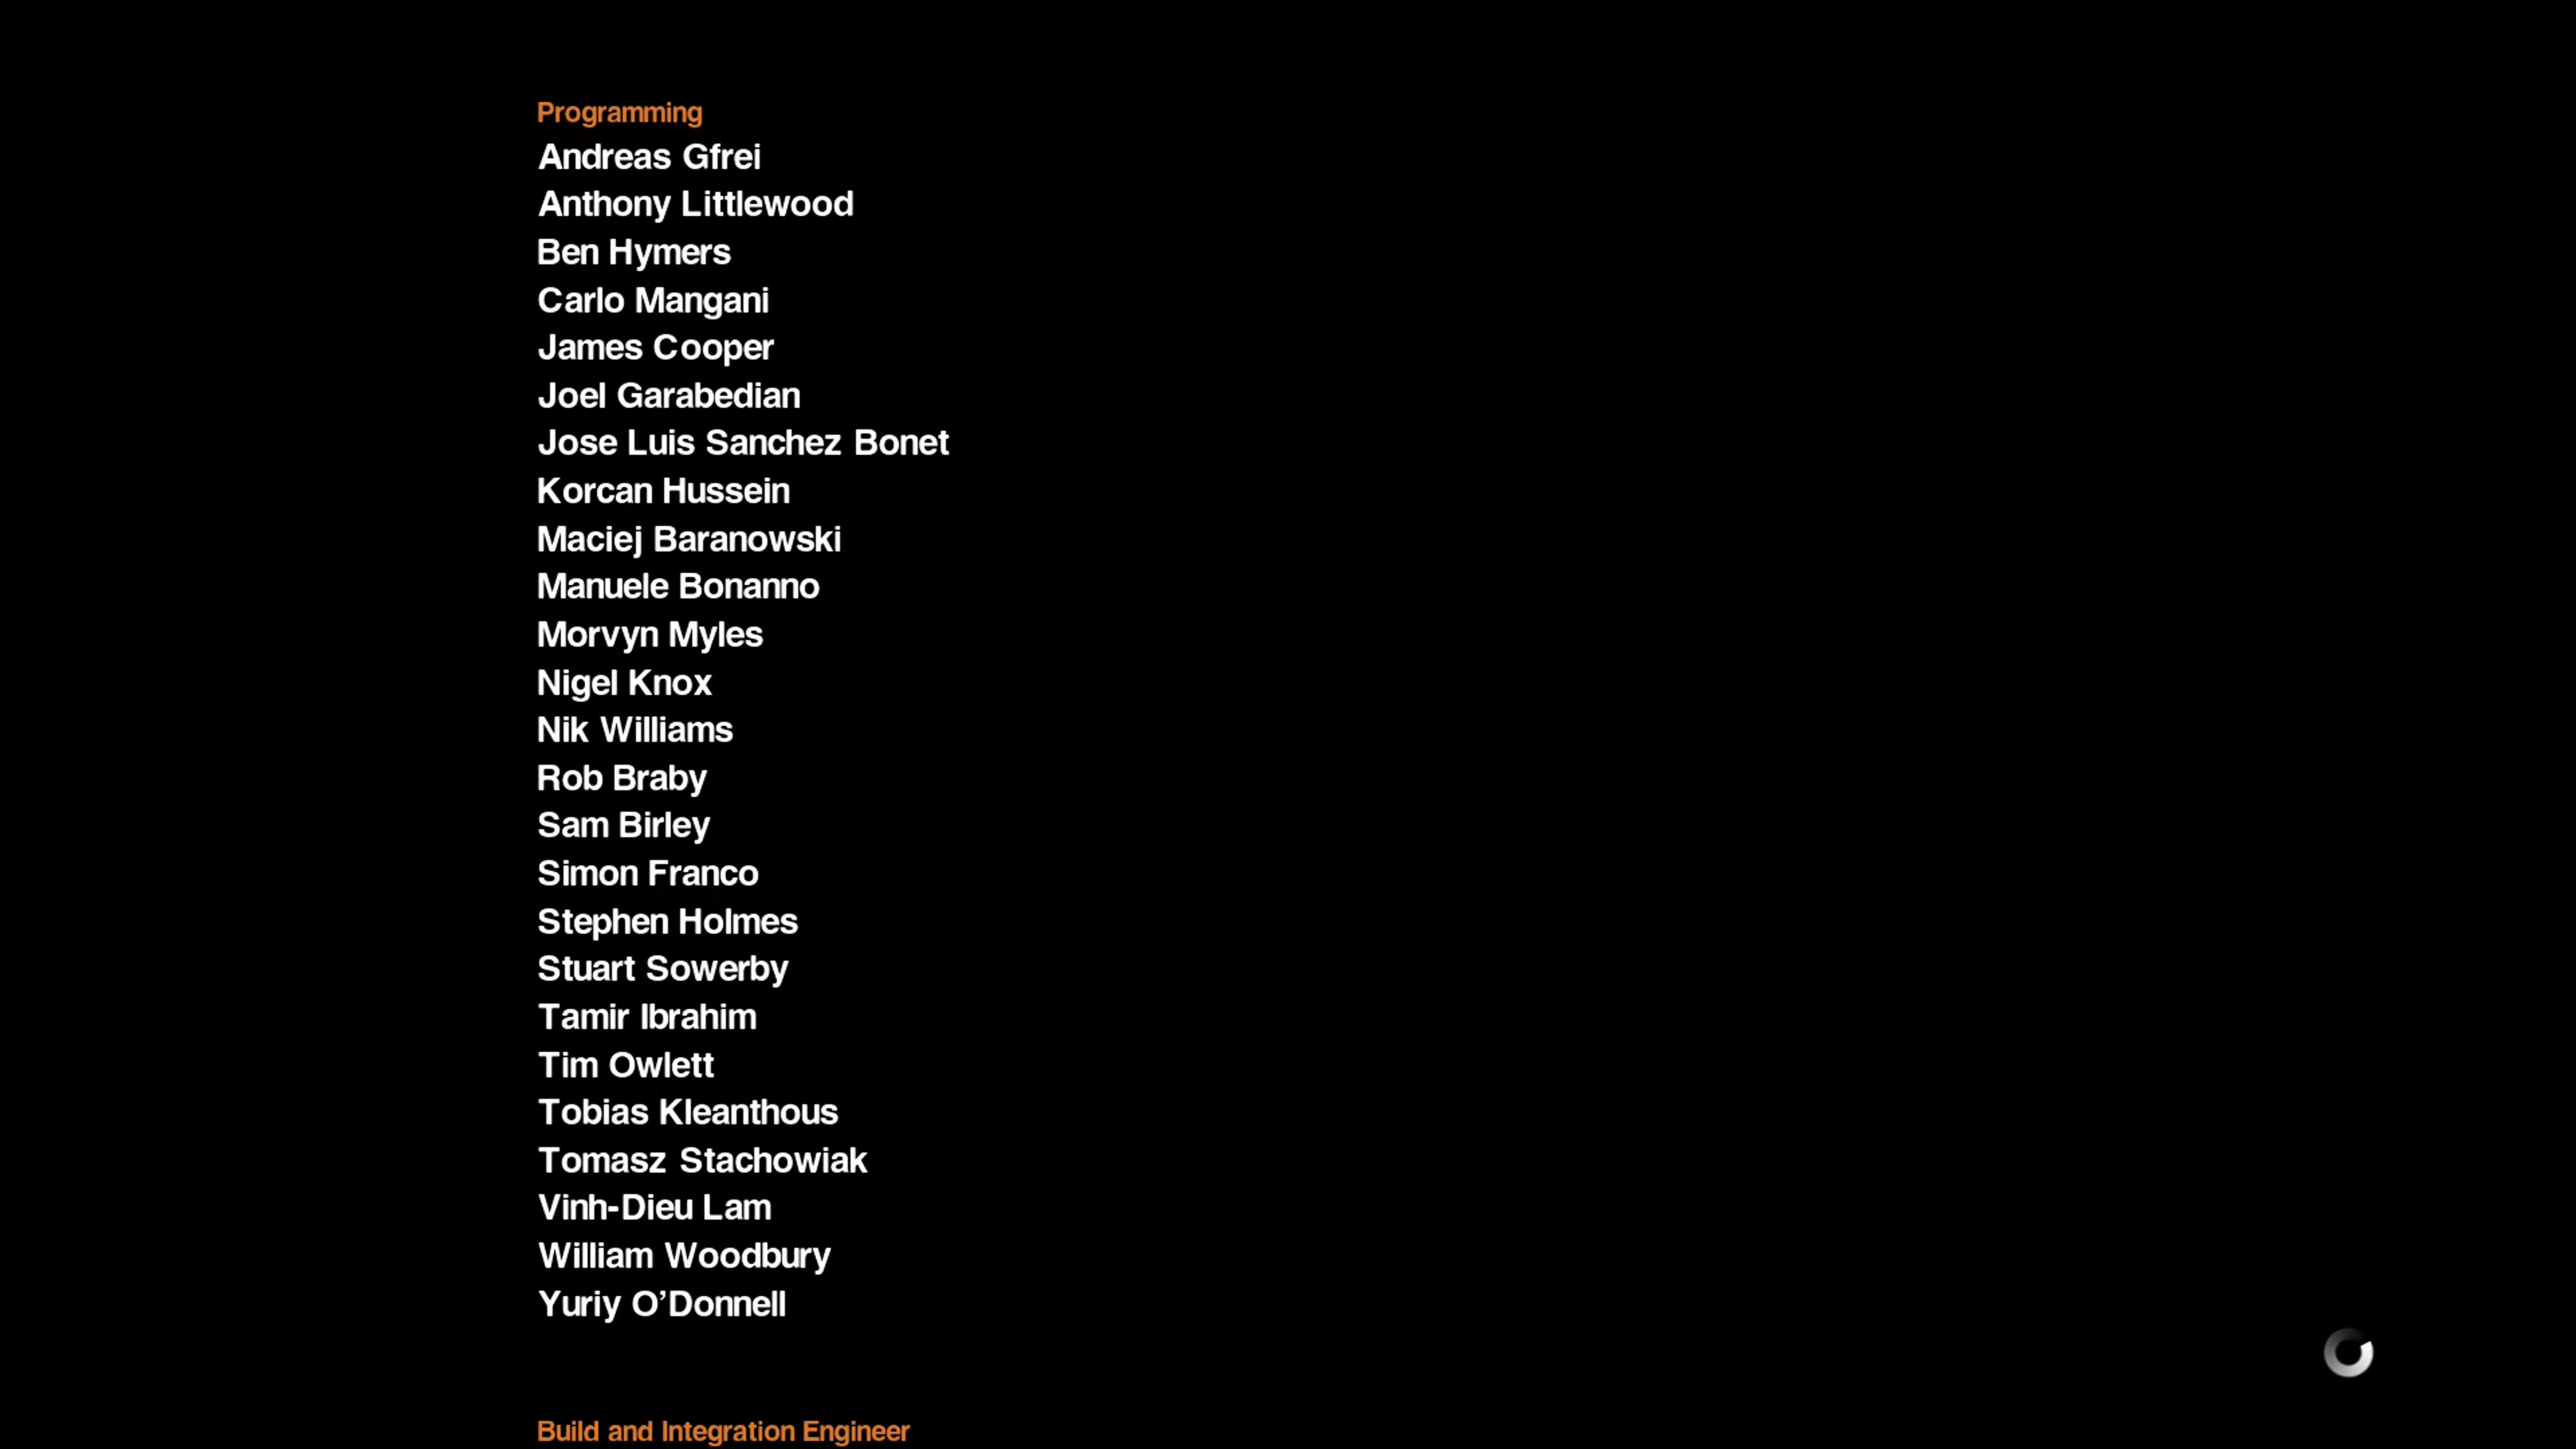 Programming
Andreas Gfrei
Anthony Littlewood
Ben Hymers
Carlo Mangani
James Cooper
Joel Garabedian
Jose Luis Sanchez Bonet
Korcan Hussein
Maciej Baranowski
Manuele Bonanno
Morvyn Myles
Nigel Knox
Nik Williams
Rob Braby
Sam Birley
Simon Franco
Stephen Holmes
Stuart Sowerby
Tamir Ibrahim
Tim Owlett
Tobias Kleanthous
Tomasz Stachowiak
Vinh-Dieu Lam
William Woodbury
Yuriy O’Donnell
Build and Integration Engineer